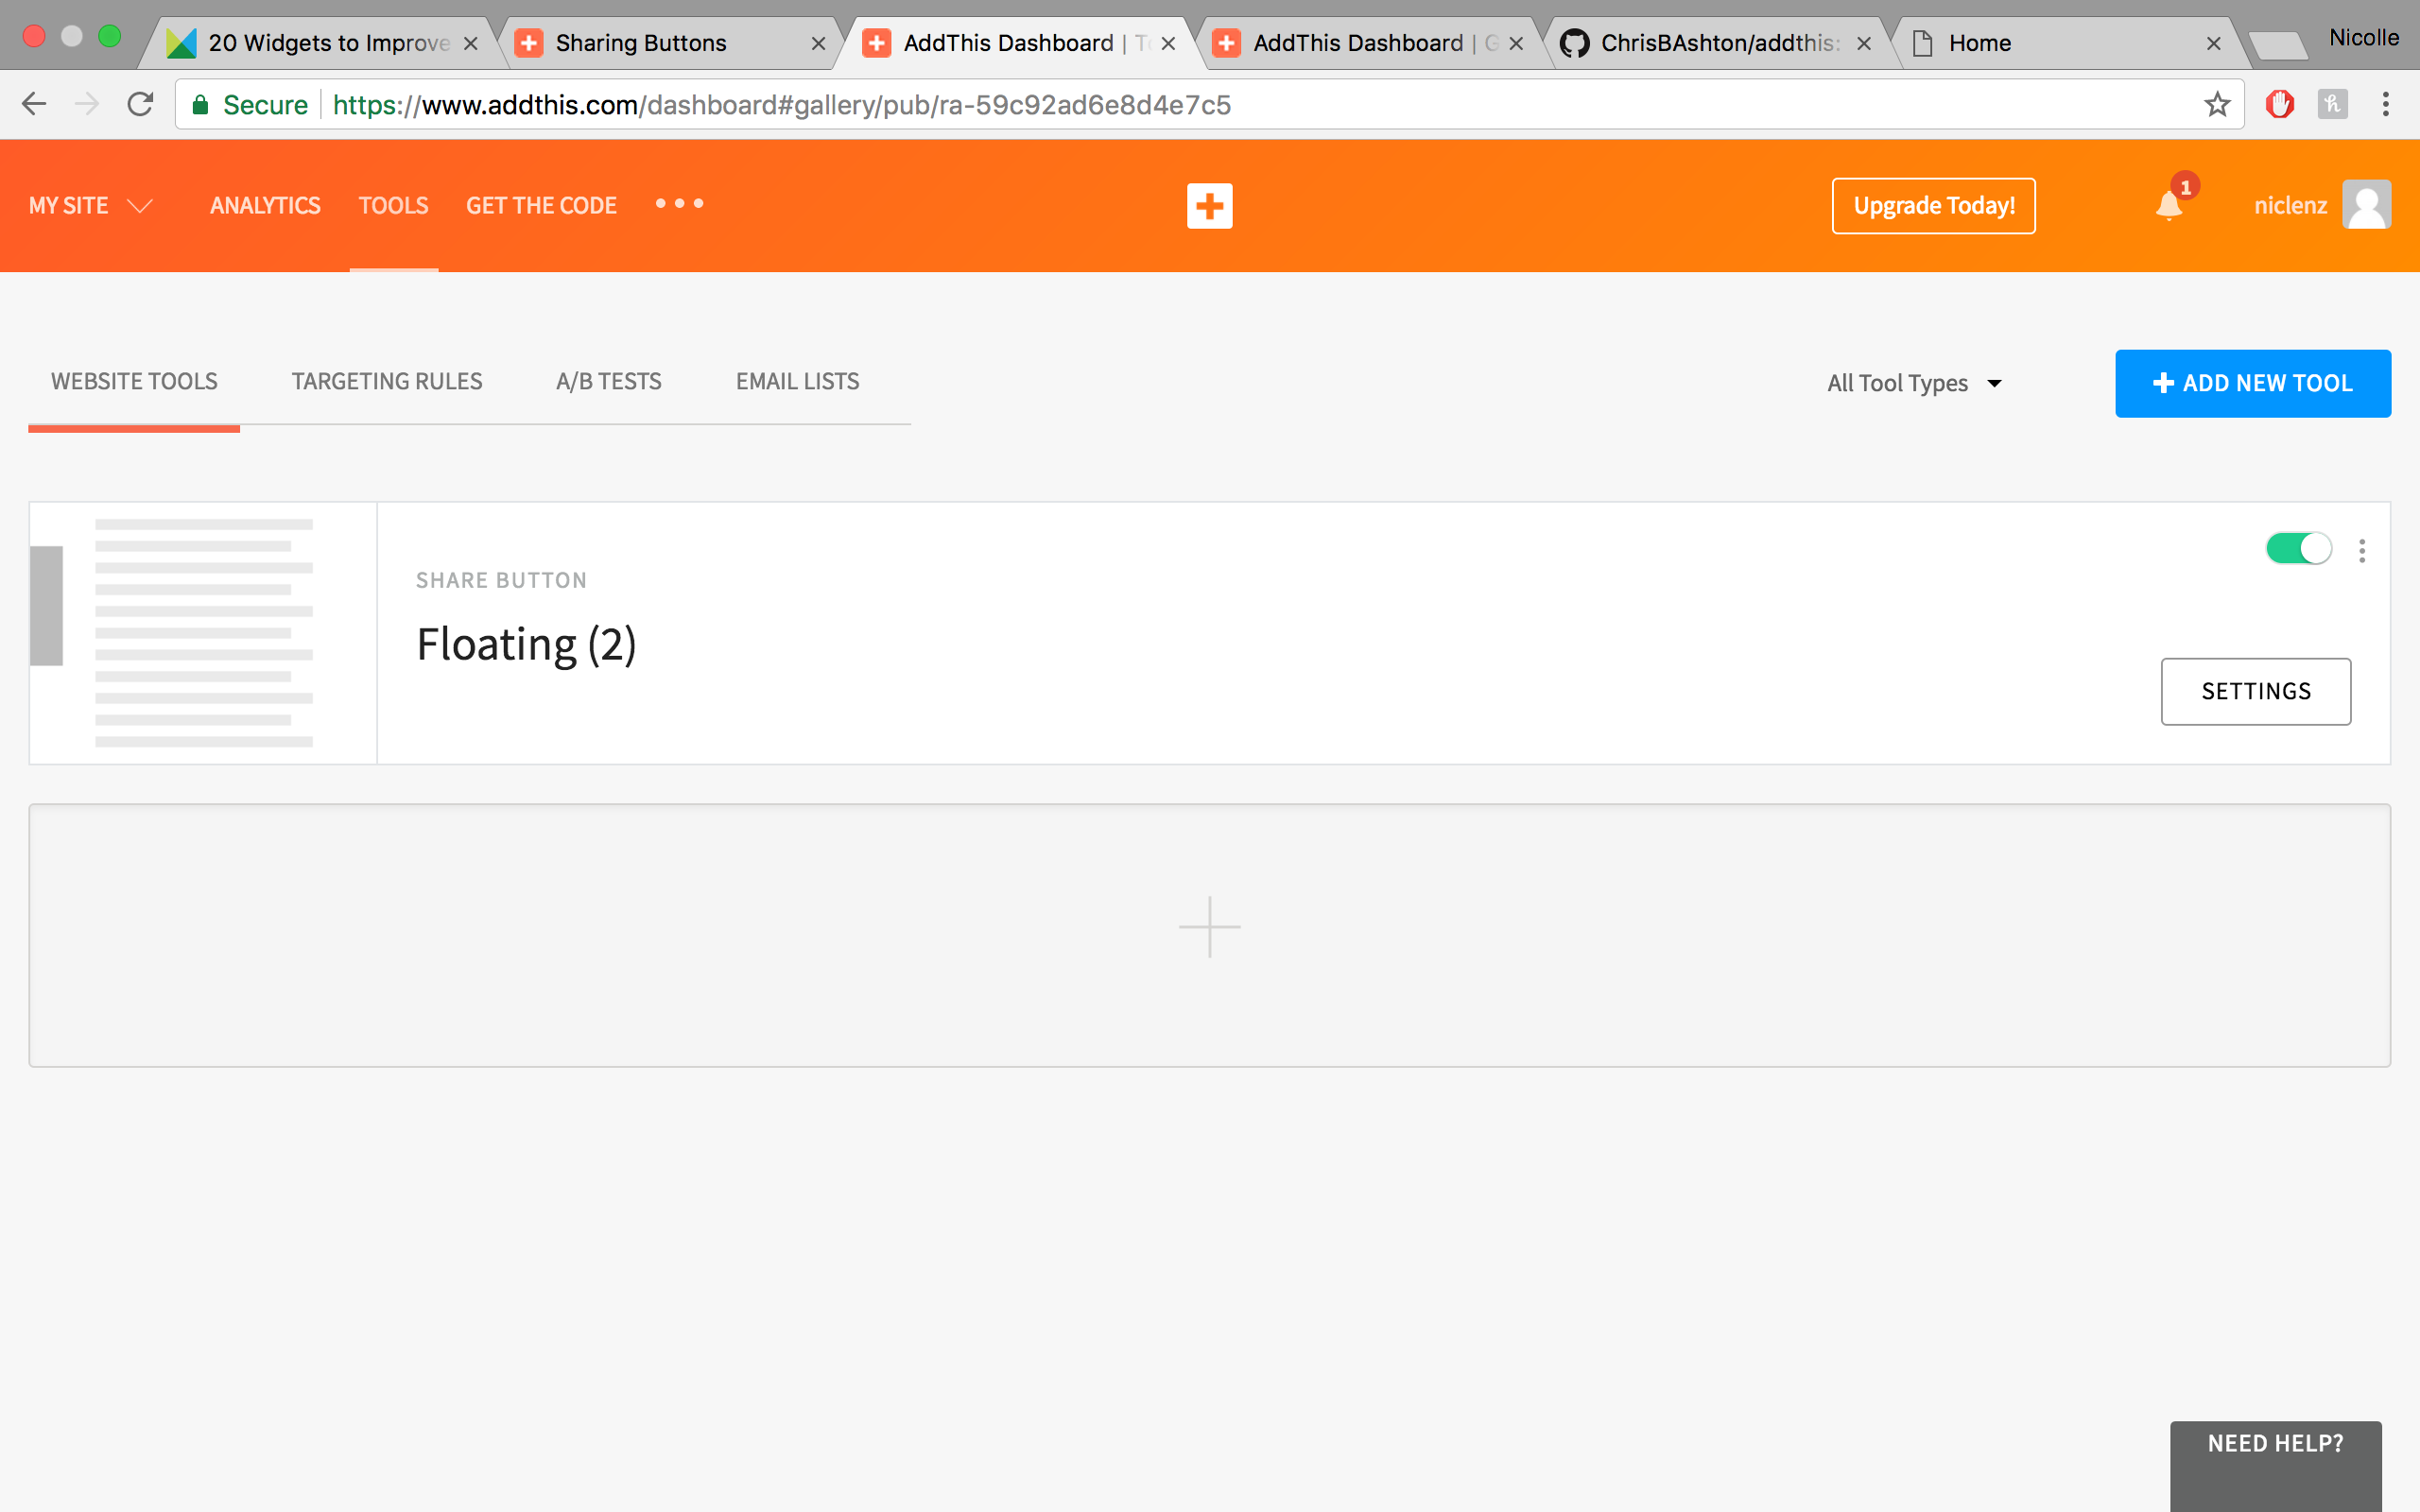 20 Widgets to Improve
Sharing Buttons
AddThis Dashboard | T
AddThis Dashboard | G
ChrisBAshton/addthis:
Home
Nicolle
Secure
https://www.addthis.com/dashboard#gallery/pub/ra-59c92ad6e8d4e7c5
MY SITE
ANALYTICS
TOOLS
GET THE CODE
Upgrade Today!
1
niclenz
WEBSITE TOOLS
TARGETING RULES
A/B TESTS
EMAIL LISTS
All Tool Types
ADD NEW TOOL
SHARE BUTTON
Floating (2)
SETTINGS
NEED HELP?